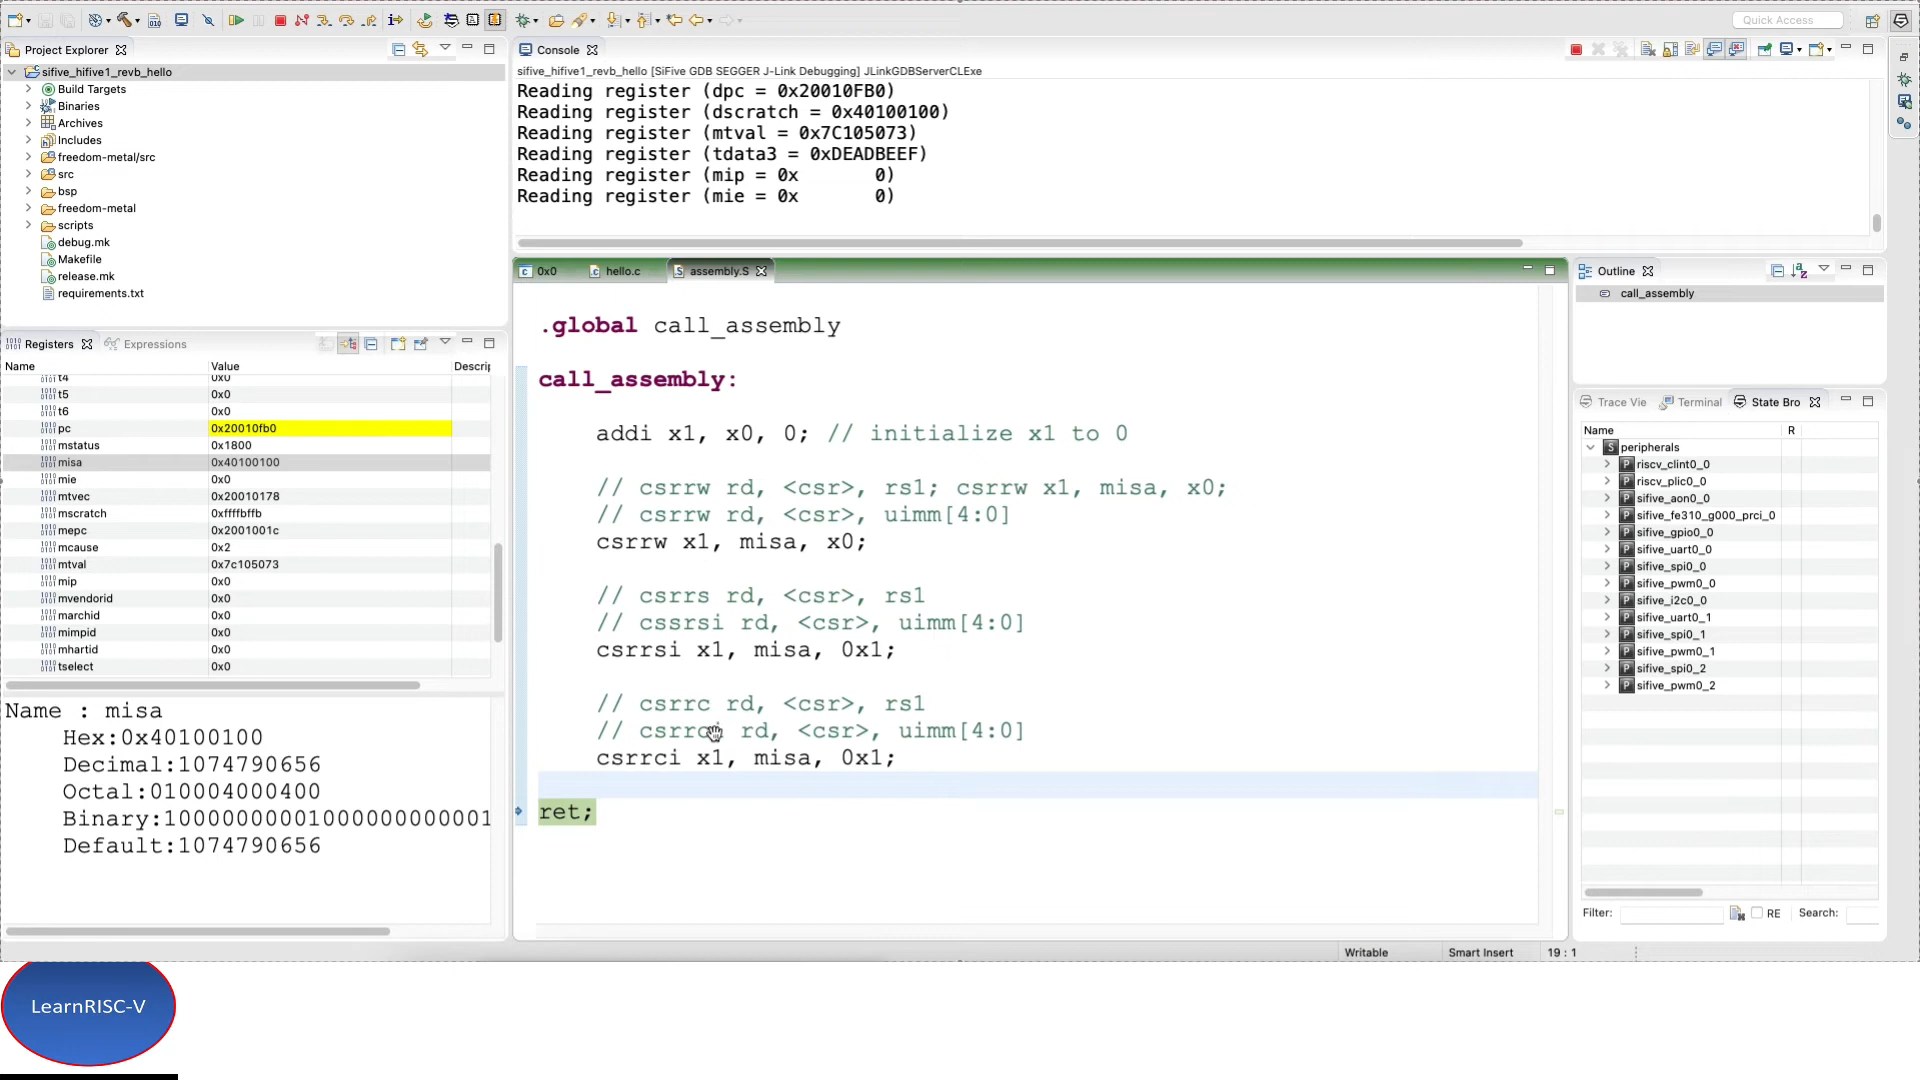 Quick Access
Project Explorer
sifive_hifive1_revb_hello
Build Targets
Binaries
Archives
Includes
freedom-metal/src
src
bsp
freedom-metal
scripts
debug.mk
Makefile
release.mk
requirements.txt
Console
sifive_hifive1_revb_hello [SiFive GDB SEGGER J-Link Debugging] JLinkGDBServerCLExe
Reading register (dpc = 0x20010FB0)
Reading register (dscratch = 0x40100100)
Reading register (mtval = 0x7C105073)
Reading register (tdata3 = 0xDEADBEEF)
Reading register (mip = 0x       0)
Reading register (mie = 0x       0)
Registers Expressions
Name Value Descrip
t4 0x0
t5 0x0
t6 0x0
pc 0x20010fb0
mstatus 0x1800
misa 0x40100100
mie 0x0
mtvec 0x20010178
mscratch 0xffffbffb
mepc 0x2001001c
mcause 0x2
mtval 0x7c105073
mip 0x0
mvendorid 0x0
marchid 0x0
mimpid 0x0
mhartid 0x0
tselect 0x0
Name : misa
Hex:0x40100100
Decimal:1074790656
Octal:010004000400
Binary:10000000001000000000001
Default:1074790656
0x0 hello.c assembly.S
.global call_assembly
call_assembly:
addi x1, x0, 0; // initialize x1 to 0
// csrrw rd, <csr>, rs1; csrrw x1, misa, x0;
// csrrw rd, <csr>, uimm[4:0]
csrrw x1, misa, x0;
// csrrs rd, <csr>, rs1
// cssrsi rd, <csr>, uimm[4:0]
csrrsi x1, misa, 0x1;
// csrrc rd, <csr>, rs1
// csrrci rd, <csr>, uimm[4:0]
csrrci x1, misa, 0x1;
ret;
Writable Smart Insert 19 : 1
Outline
call_assembly
Trace Vie Terminal State Bro
Name R
peripherals
riscv_clint0_0
riscv_plic0_0
sifive_aon0_0
sifive_fe310_g000_prci_0
sifive_gpio0_0
sifive_uart0_0
sifive_spi0_0
sifive_pwm0_0
sifive_i2c0_0
sifive_uart0_1
sifive_spi0_1
sifive_pwm0_1
sifive_spi0_2
sifive_pwm0_2
Filter: RE Search:
LearnRISC-V